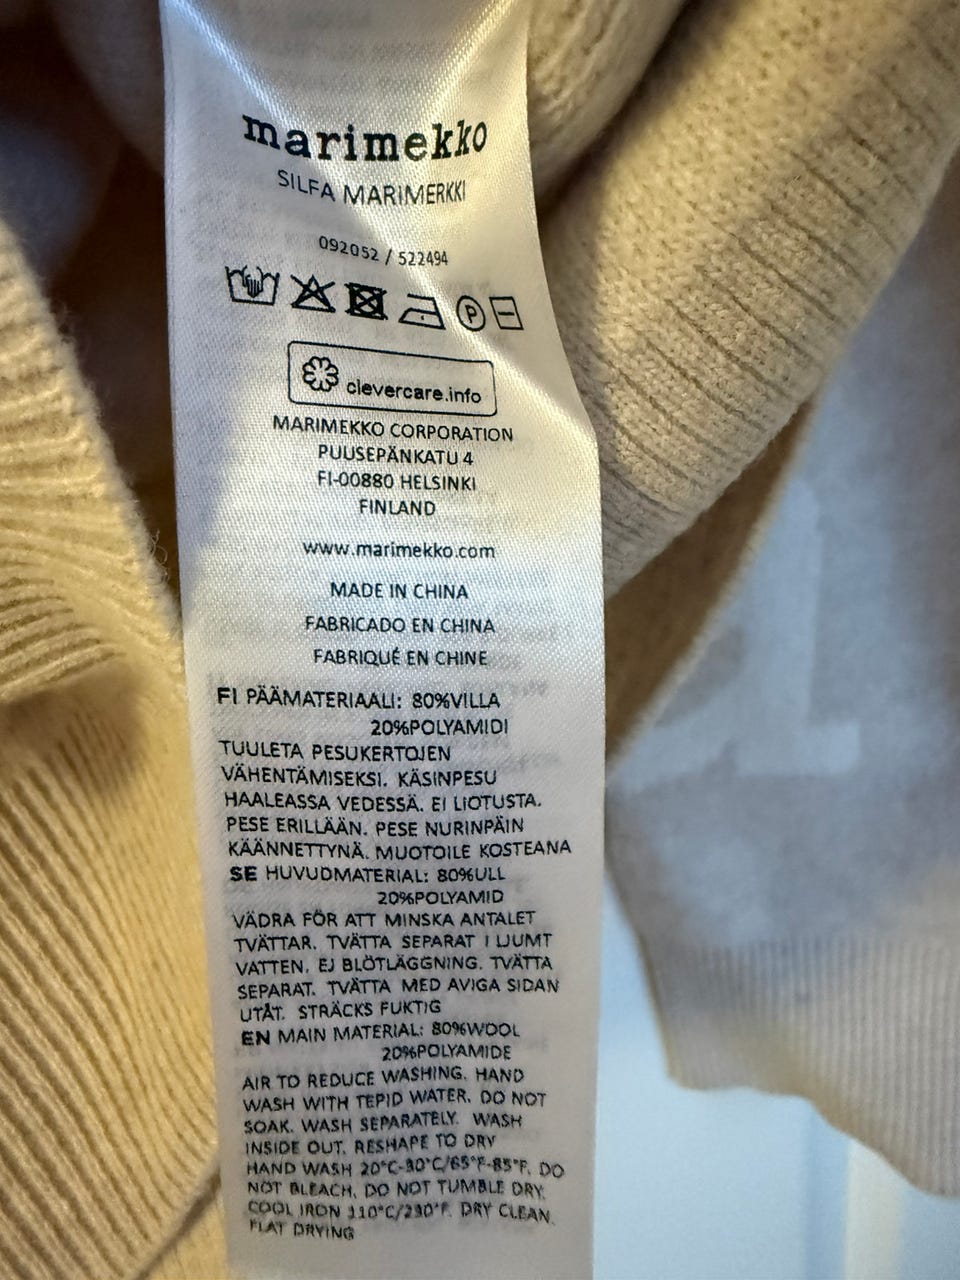 marimekko
SILFA MARIMERKKI
092052 / 522494
P
clevercare.info
MARIMEKKO CORPORATION
PUUSEPÄNKATU 4
FI-00880 HELSINKI
FINLAND
www.marimekko.com
MADE IN CHINA
FABRICADO EN CHINA
FABRIQUÉ EN CHINE
FI PÄÄMATERIAALI: 80%VILLA
20%POLYAMIDI
TUULETA PESUKERTOJEN
VÄHENTÄMISEKSI. KÄSINPESU
HAALEASSA VEDESSÄ. EI LIOTUSTA.
PESE ERILLÄÄN. PESE NURINPÄIN
KÄÄNNETTYNÄ. MUOTOILE KOSTEANA
SE HUVUDMATERIAL: 80%ULL
20%POLYAMID
VÄDRA FÖR ATT MINSKA ANTALET
TVÄTTAR. TVÄTTA SEPARAT I LJUMT
VATTEN. EJ BLÖTLÄGGNING. TVÄTTA
SEPARAT. TVÄTTA MED AVIGA SIDAN
UTÅT. STRÄCKS FUKTIG
EN MAIN MATERIAL: 80%WOOL
20%POLYAMIDE
AIR TO REDUCE WASHING. HAND
WASH WITH TEPID WATER. DO NOT
SOAK. WASH SEPARATELY. WASH
INSIDE OUT. RESHAPE TO DRY
HAND WASH 20°C-30°C/65°F-85°F. DO
NOT BLEACH. DO NOT TUMBLE DRY.
COOL IRON 110°C/230°F. DRY CLEAN.
FLAT DRYING